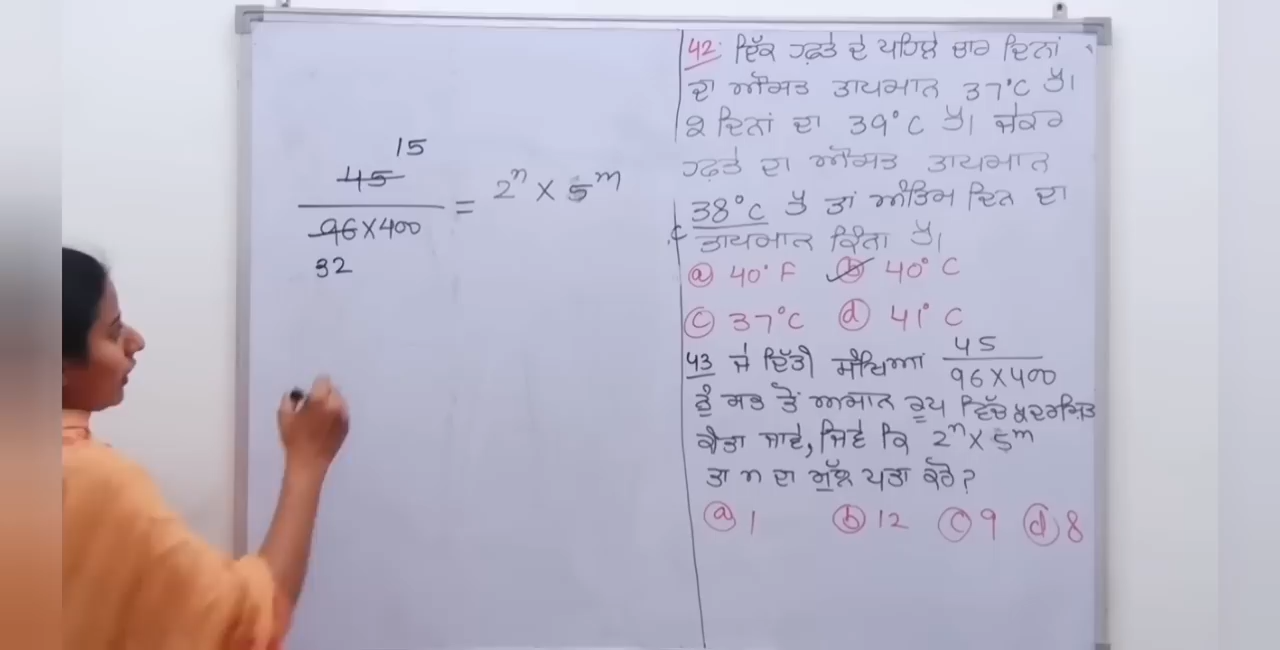 15
45
96×400
32
= 2ⁿ × 5ᵐ
42. ਇੱਕ ਹਫ਼ਤੇ ਦੇ ਪਹਿਲੇ ਚਾਰ ਦਿਨਾਂ
ਦਾ ਔਸਤ ਤਾਪਮਾਨ 37°C ਹੈ।
2 ਦਿਨਾਂ ਦਾ 39°C ਹੈ। ਜੇਕਰ
ਹਫ਼ਤੇ ਦਾ ਔਸਤ ਤਾਪਮਾਨ
38°C ਹੈ ਤਾਂ ਅੰਤਿਮ ਦਿਨ ਦਾ
ਤਾਪਮਾਨ ਕਿੰਨਾ ਹੈ।
(a) 40°F (b) 40°C
(c) 37°C (d) 41°C
43 ਜੇ ਦਿੱਤੀ ਸੰਖਿਆ 45
96×400
ਨੂੰ ਸਭ ਤੋਂ ਅਸਾਨ ਰੂਪ ਵਿੱਚ ਪ੍ਰਦਰਸ਼ਿਤ
ਕੀਤਾ ਜਾਵੇ, ਜਿਵੇਂ ਕਿ 2ⁿ × 5ᵐ
ਤਾ n ਦਾ ਮੁੱਲ ਪਤਾ ਕਰੋ?
(a) 1 (b) 12 (c) 9 (d) 8